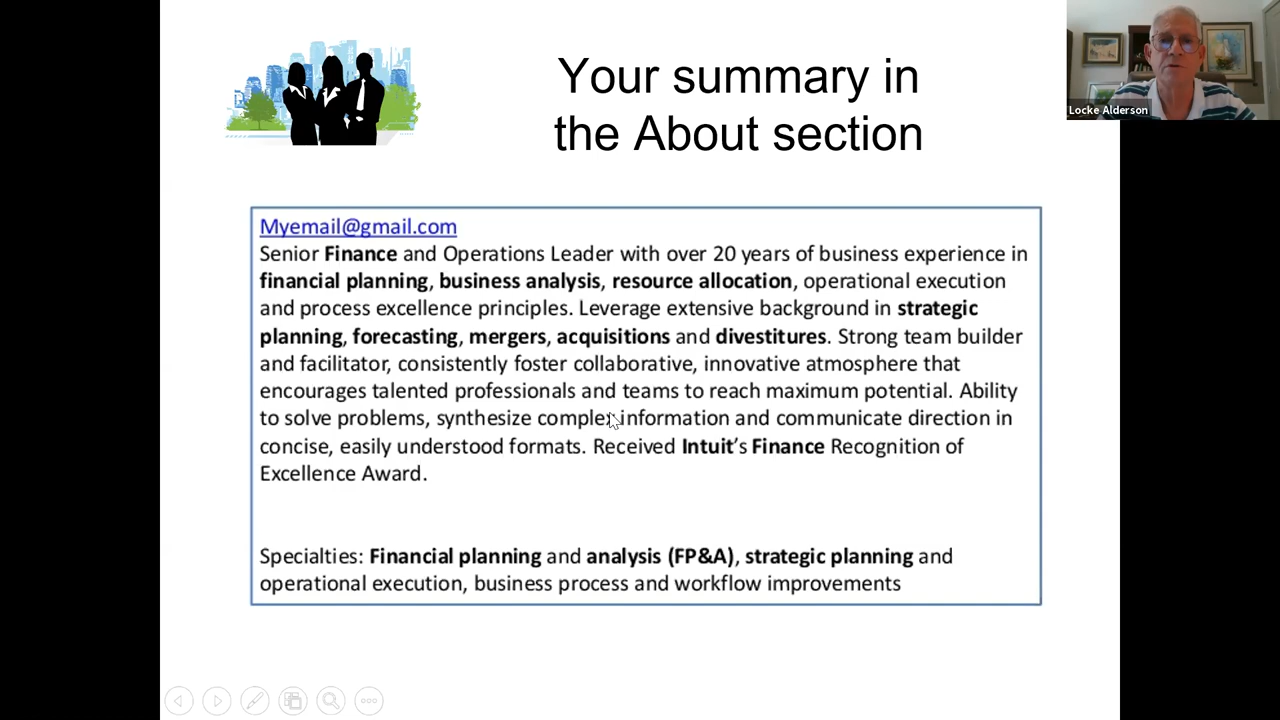 Your summary in
the About section
Locke Alderson
Myemail@gmail.com
Senior Finance and Operations Leader with over 20 years of business experience in
financial planning, business analysis, resource allocation, operational execution
and process excellence principles. Leverage extensive background in strategic
planning, forecasting, mergers, acquisitions and divestitures. Strong team builder
and facilitator, consistently foster collaborative, innovative atmosphere that
encourages talented professionals and teams to reach maximum potential. Ability
to solve problems, synthesize complex information and communicate direction in
concise, easily understood formats. Received Intuit's Finance Recognition of
Excellence Award.
Specialties: Financial planning and analysis (FP&A), strategic planning and
operational execution, business process and workflow improvements